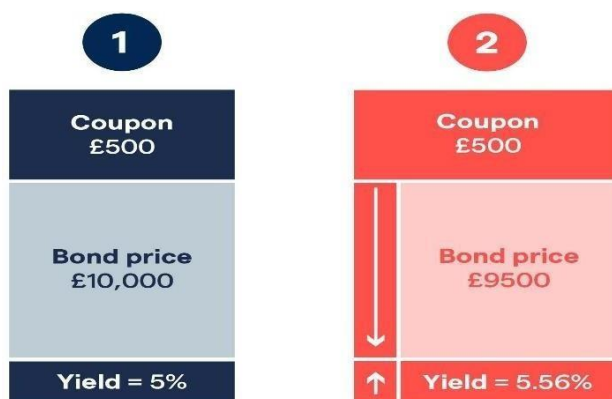 1
Coupon
£500
Bond price
£10,000
Yield = 5%
2
Coupon
£500
Bond price
£9500
Yield = 5.56%